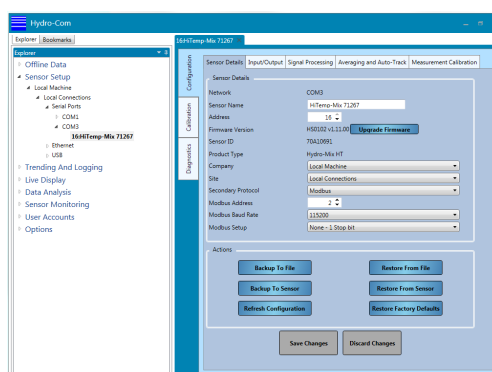 Hydro-Com
Explorer Bookmarks
Explorer
Offline Data
Sensor Setup
Local Machine
Local Connections
Serial Ports
COM1
COM3
16:HiTemp-Mix 71267
Ethernet
USB
Trending And Logging
Live Display
Data Analysis
Sensor Monitoring
User Accounts
Options
16:HiTemp-Mix 71267
Configuration
Calibration
Diagnostics
Sensor Details Input/Output Signal Processing Averaging and Auto-Track Measurement Calibration
Sensor Details
Network COM3
Sensor Name HiTemp-Mix 71267
Address 16
Firmware Version HS0102 v1.11.00 Upgrade Firmware
Sensor ID 70A10691
Product Type Hydro-Mix HT
Company Local Machine
Site Local Connections
Secondary Protocol Modbus
Modbus Address 2
Modbus Baud Rate 115200
Modbus Setup None - 1 Stop bit
Actions
Backup To File Restore From File
Backup To Sensor Restore From Sensor
Refresh Configuration Restore Factory Defaults
Save Changes Discard Changes